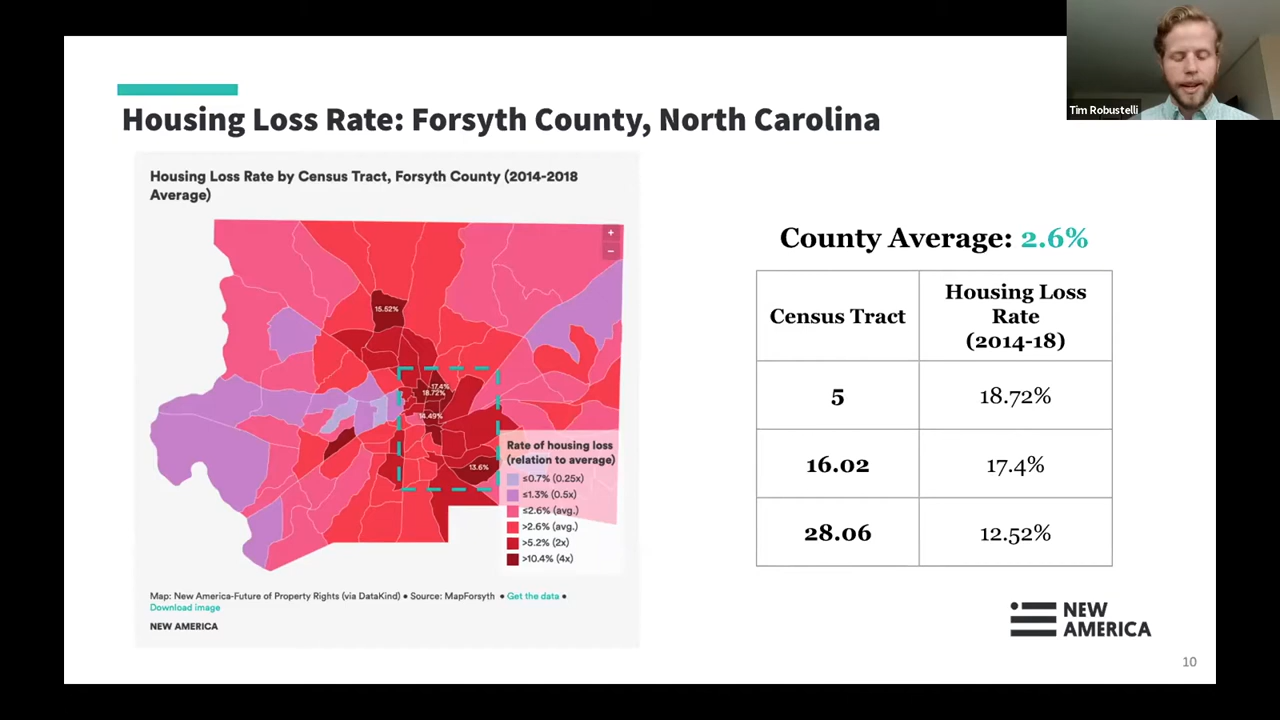 Tim Robustelli
Housing Loss Rate: Forsyth County, North Carolina
Housing Loss Rate by Census Tract, Forsyth County (2014-2018
Average)
+
−
15.52%
17.4%
18.72%
14.49%
13.6%
Rate of housing loss
(relation to average)
≤0.7% (0.25x)
≤1.3% (0.5x)
≤2.6% (avg.)
>2.6% (avg.)
>5.2% (2x)
>10.4% (4x)
Map: New America-Future of Property Rights (via DataKind) • Source: MapForsyth • Get the data •
Download image
NEW AMERICA
County Average: 2.6%
Census Tract
Housing Loss
Rate
(2014-18)
5
18.72%
16.02
17.4%
28.06
12.52%
NEW
AMERICA
10